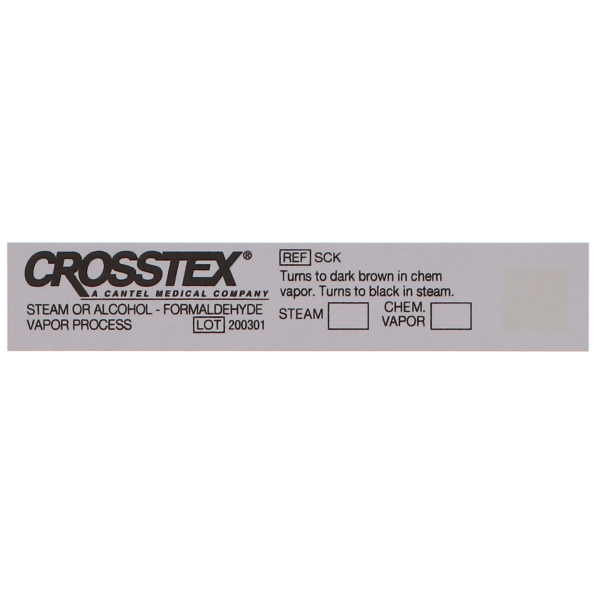 CROSSTEX®
A CANTEL MEDICAL COMPANY
STEAM OR ALCOHOL - FORMALDEHYDE
VAPOR PROCESS LOT 200301
REF SCK
Turns to dark brown in chem
vapor. Turns to black in steam.
STEAM CHEM. VAPOR